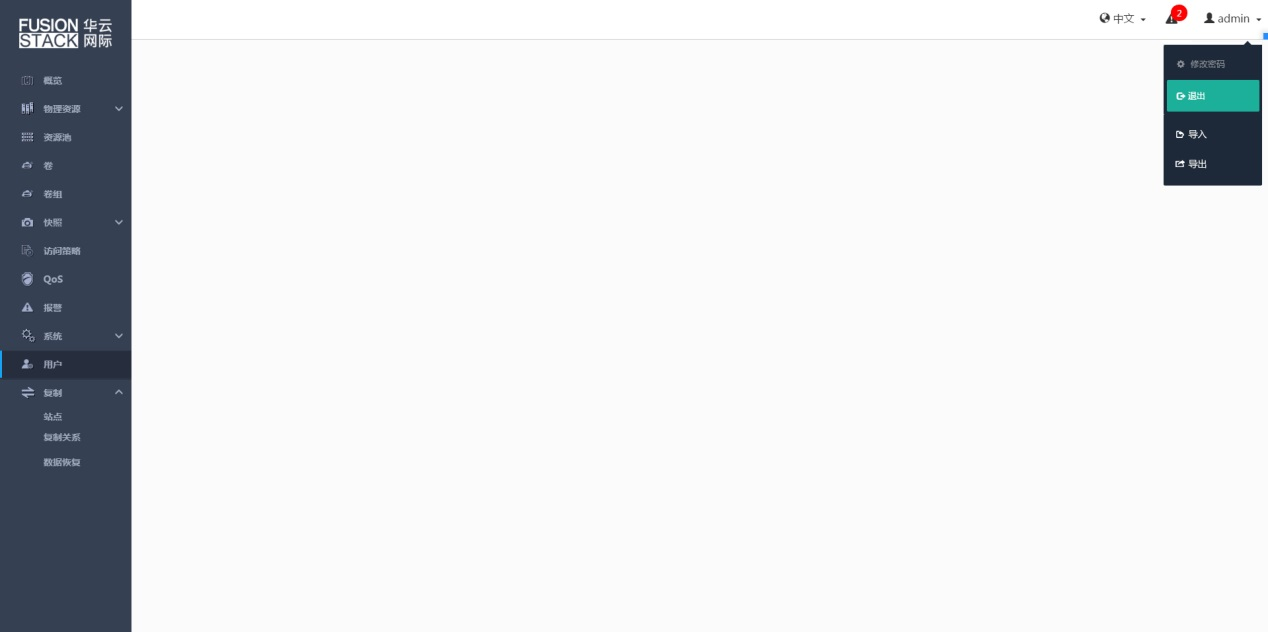 FUSION 华云
STACK 网际
中文
2
admin
修改密码
退出
导入
导出
概览
物理资源
资源池
卷
卷组
快照
访问策略
QoS
报警
系统
用户
复制
站点
复制关系
数据恢复